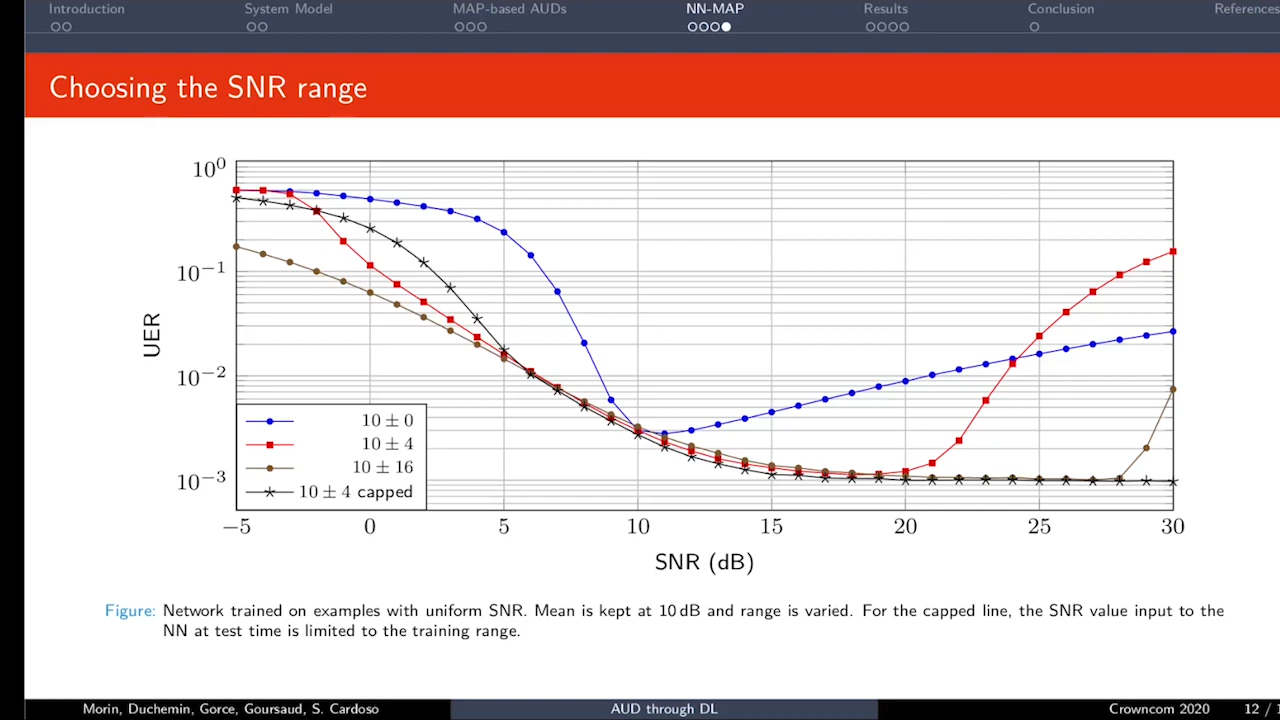 Introduction System Model MAP-based AUDs NN-MAP Results Conclusion References
Choosing the SNR range
10⁰
10⁻¹
10⁻²
10⁻³
UER
10 ± 0
10 ± 4
10 ± 16
10 ± 4 capped
−5 0 5 10 15 20 25 30
SNR (dB)
Figure: Network trained on examples with uniform SNR. Mean is kept at 10 dB and range is varied. For the capped line, the SNR value input to the
NN at test time is limited to the training range.
Morin, Duchemin, Gorce, Goursaud, S. Cardoso AUD through DL Crowncom 2020 12 /